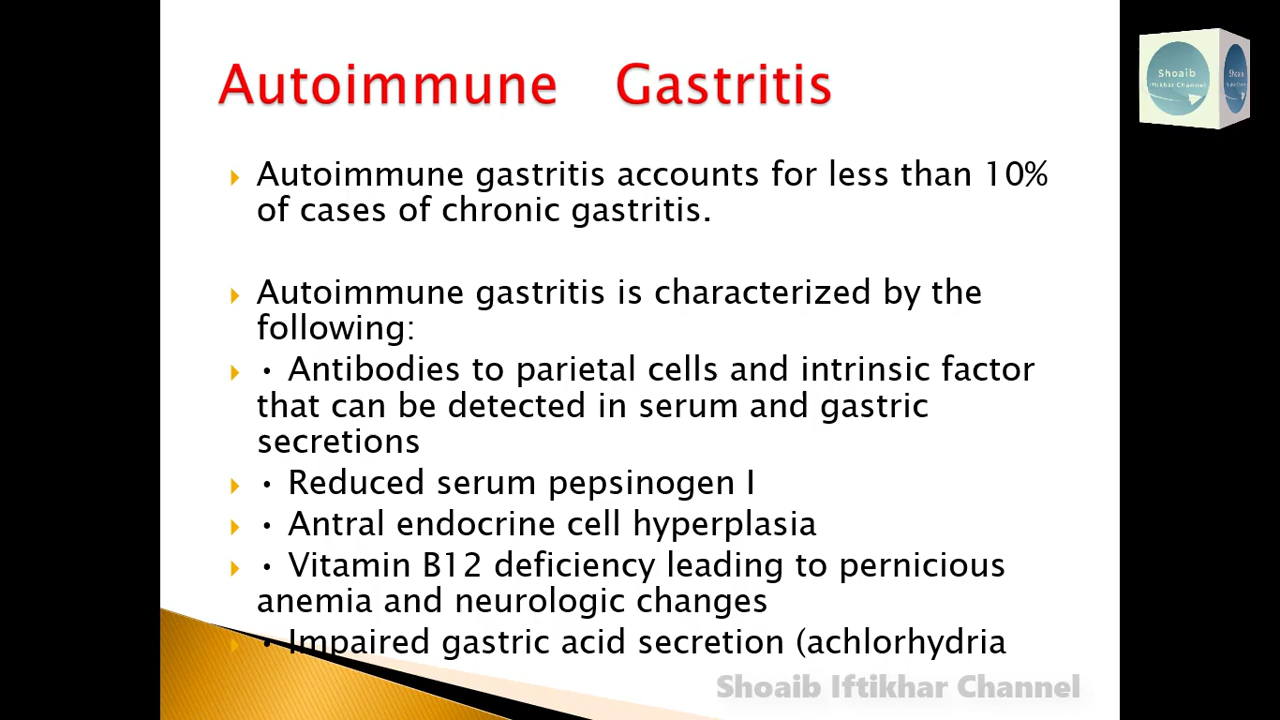 Autoimmune Gastritis
Shoaib
Iftikhar Channel
Shoaib
Autoimmune gastritis accounts for less than 10%
of cases of chronic gastritis.
Autoimmune gastritis is characterized by the
following:
• Antibodies to parietal cells and intrinsic factor
that can be detected in serum and gastric
secretions
• Reduced serum pepsinogen I
• Antral endocrine cell hyperplasia
• Vitamin B12 deficiency leading to pernicious
anemia and neurologic changes
• Impaired gastric acid secretion (achlorhydria
Shoaib Iftikhar Channel